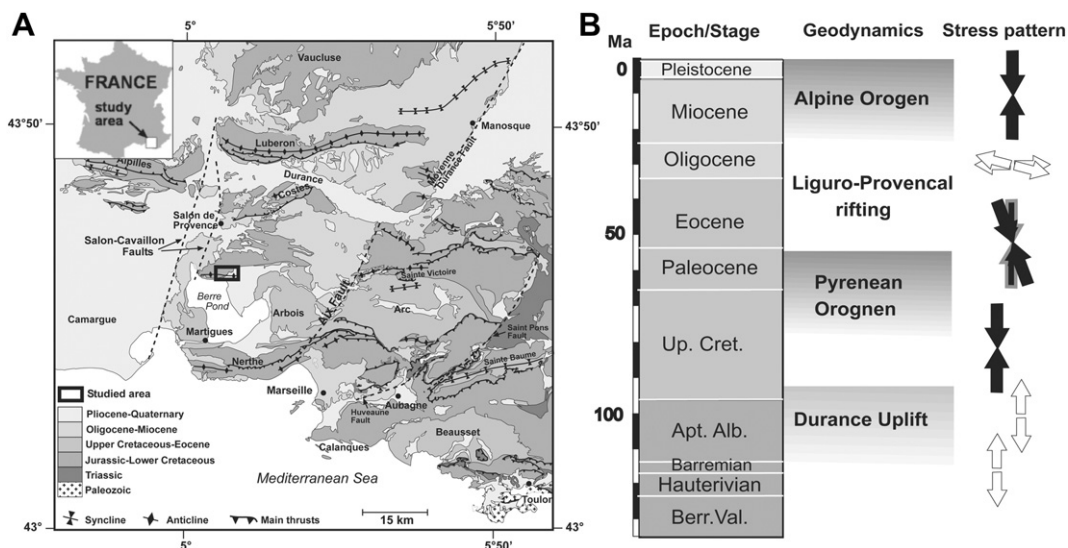 A
5°
5°50'
FRANCE
study
area
Vaucluse
43°50'
43°50'
Manosque
Luberon
Alpilles
Moyenne
Durance Fault
Durance
Costes
Salon de
Provence
Salon-Cavaillon
Faults
Sainte Victoire
Berre
Pond
Aix Fault
Camargue
Arbois
Arc
Martigues
Saint Pons
Fault
Nerthe
Sainte Baume
Marseille
Aubagne
Huveaune
Fault
Calanques
Beausset
Mediterranean Sea
Toulon
Studied area
Pliocene-Quaternary
Oligocene-Miocene
Upper Cretaceous-Eocene
Jurassic-Lower Cretaceous
Triassic
Paleozoic
Syncline
Anticline
Main thrusts
15 km
43°
43°
5°
5°50'
B
Ma
Epoch/Stage
Geodynamics
Stress pattern
0
Pleistocene
Miocene
Alpine Orogen
Oligocene
Liguro-Provencal
rifting
Eocene
50
Paleocene
Pyrenean
Orognen
Up. Cret.
100
Durance Uplift
Apt. Alb.
Barremian
Hauterivian
Berr.Val.